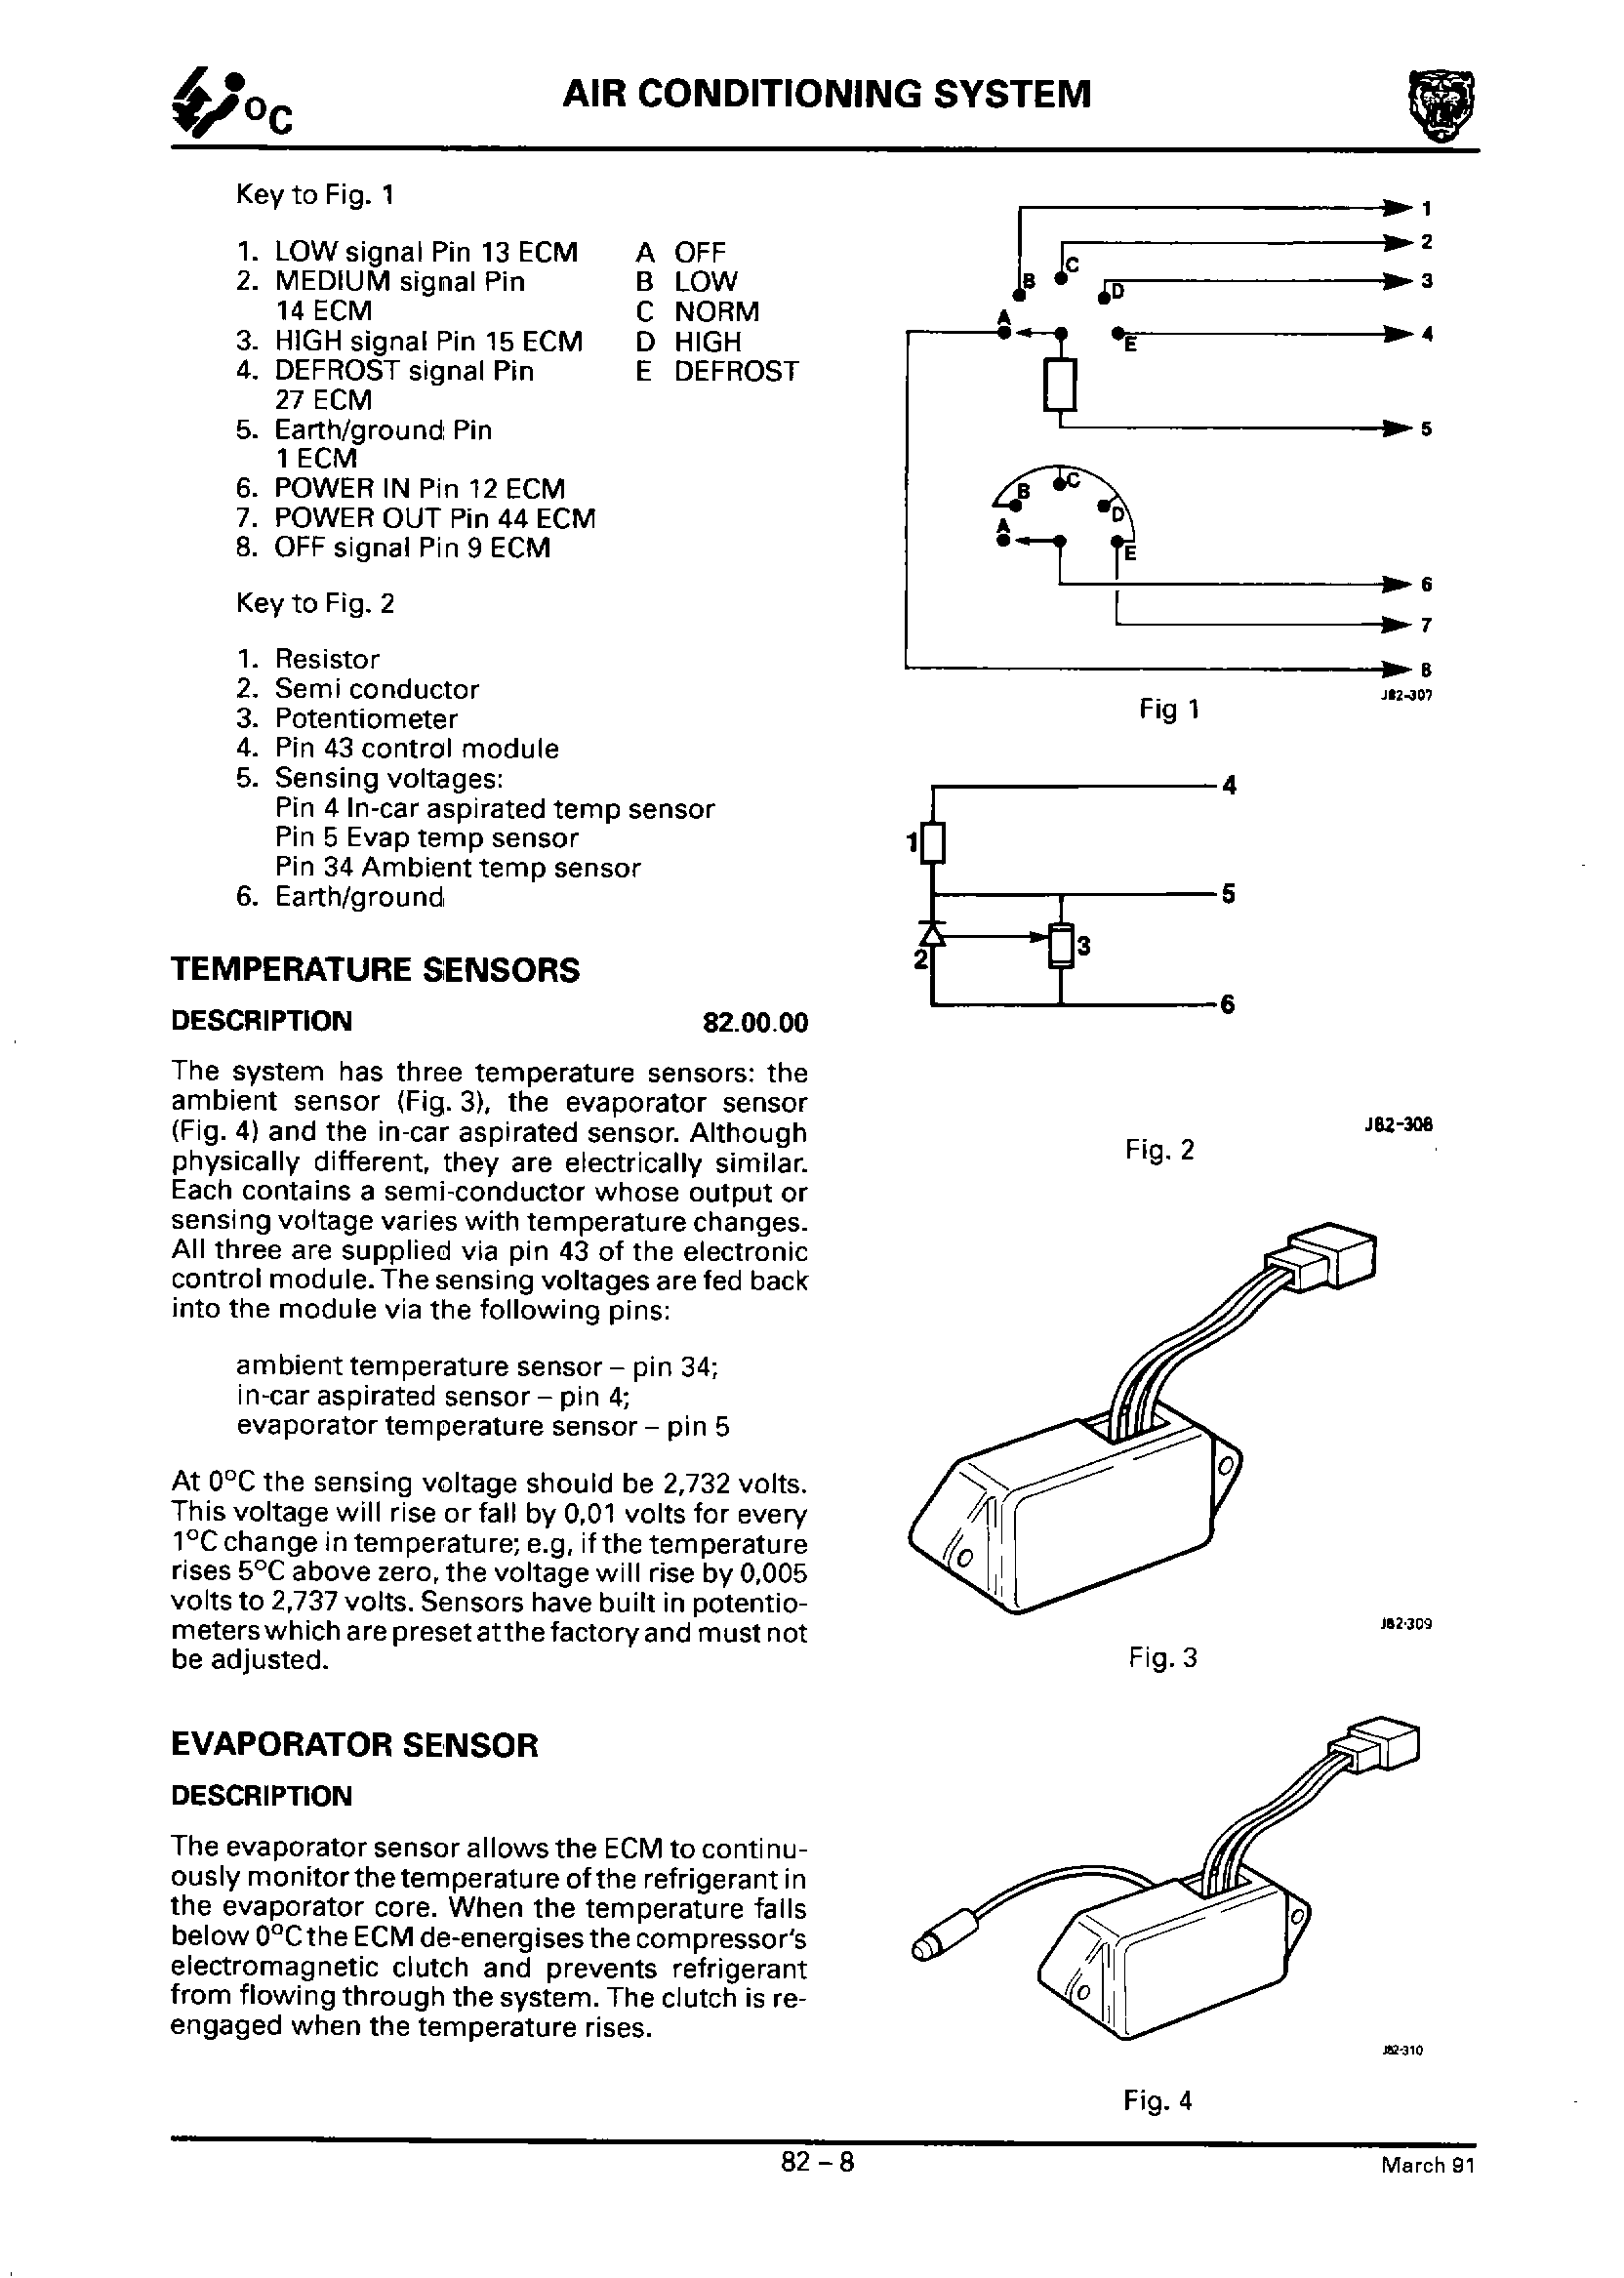 °C
AIR CONDITIONING SYSTEM
Key to Fig. 1
1. LOW signal Pin 13 ECM
2. MEDIUM signal Pin
14 ECM
3. HIGH signal Pin 15 ECM
4. DEFROST signal Pin
27 ECM
5. Earth/ground Pin
1 ECM
6. POWER IN Pin 12 ECM
7. POWER OUT Pin 44 ECM
8. OFF signal Pin 9 ECM
A OFF
B LOW
C NORM
D HIGH
E DEFROST
Key to Fig. 2
1. Resistor
2. Semi conductor
3. Potentiometer
4. Pin 43 control module
5. Sensing voltages:
Pin 4 In-car aspirated temp sensor
Pin 5 Evap temp sensor
Pin 34 Ambient temp sensor
6. Earth/ground
TEMPERATURE SENSORS
DESCRIPTION 82.00.00
The system has three temperature sensors: the
ambient sensor (Fig. 3), the evaporator sensor
(Fig. 4) and the in-car aspirated sensor. Although
physically different, they are electrically similar.
Each contains a semi-conductor whose output or
sensing voltage varies with temperature changes.
All three are supplied via pin 43 of the electronic
control module. The sensing voltages are fed back
into the module via the following pins:
ambient temperature sensor – pin 34;
in-car aspirated sensor – pin 4;
evaporator temperature sensor – pin 5
At 0°C the sensing voltage should be 2,732 volts.
This voltage will rise or fall by 0,01 volts for every
1°C change in temperature; e.g, if the temperature
rises 5°C above zero, the voltage will rise by 0,005
volts to 2,737 volts. Sensors have built in potentio-
meters which are preset at the factory and must not
be adjusted.
EVAPORATOR SENSOR
DESCRIPTION
The evaporator sensor allows the ECM to continu-
ously monitor the temperature of the refrigerant in
the evaporator core. When the temperature falls
below 0°C the ECM de-energises the compressor's
electromagnetic clutch and prevents refrigerant
from flowing through the system. The clutch is re-
engaged when the temperature rises.
1
2
3
4
5
A
B
C
D
E
A
B
C
D
E
6
7
8
J82-307
Fig 1
4
1
5
2
3
6
J82-308
Fig. 2
J82-309
Fig. 3
J82-310
Fig. 4
82 – 8
March 91